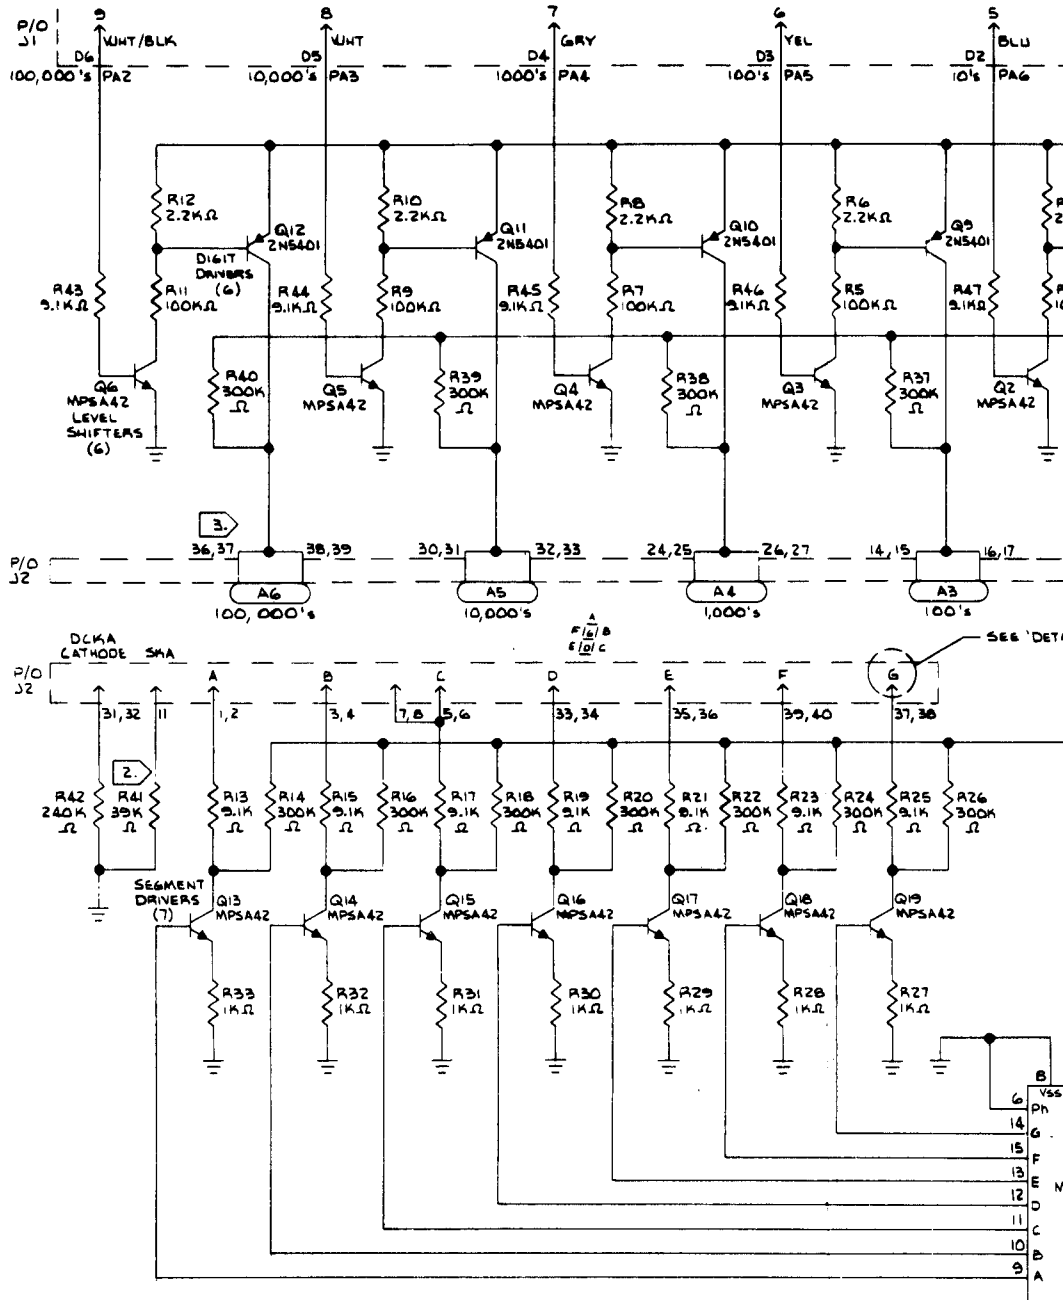 P/O
J1
9
WHT/BLK
D6
100,000's
PA2
8
WHT
D5
10,000's
PA3
7
GRY
D4
1000's
PA4
6
YEL
D3
100's
PA5
5
BLU
D2
10's
PA6
R12
2.2KΩ
R10
2.2KΩ
R8
2.2KΩ
R6
2.2KΩ
Q12
2N5401
Q11
2N5401
Q10
2N5401
Q9
2N5401
DIGIT
DRIVERS
(6)
R43
9.1KΩ
R11
100KΩ
R44
9.1KΩ
R9
100KΩ
R45
9.1KΩ
R7
100KΩ
R46
9.1KΩ
R5
100KΩ
R47
9.1KΩ
Q6
MPSA42
LEVEL
SHIFTERS
(6)
R40
300K
Ω
Q5
MPSA42
R39
300K
Ω
Q4
MPSA42
R38
300K
Ω
Q3
MPSA42
R37
300K
Ω
Q2
MPSA42
3.
P/O
J2
36,37
38,39
30,31
32,33
24,25
26,27
14,15
16,17
A6
100,000's
A5
10,000's
A4
1,000's
A3
100's
A
F/G/B
E/D/C
SEE 'DETA
DCKA
CATHODE
SKA
P/O
J2
A
B
C
D
E
F
G
31,32
11
1,2
3,4
7,8
5,6
33,34
35,36
39,40
37,38
2.
R42
240K
Ω
R41
39K
Ω
R13
9.1K
Ω
R14
300K
Ω
R15
9.1K
Ω
R16
300K
Ω
R17
9.1K
Ω
R18
300K
Ω
R19
9.1K
Ω
R20
300K
Ω
R21
9.1K
Ω
R22
300K
Ω
R23
9.1K
Ω
R24
300K
Ω
R25
9.1K
Ω
R26
300K
Ω
SEGMENT
DRIVERS
(7)
Q13
MPSA42
Q14
MPSA42
Q15
MPSA42
Q16
MPSA42
Q17
MPSA42
Q18
MPSA42
Q19
MPSA42
R33
1KΩ
R32
1KΩ
R31
1KΩ
R30
1KΩ
R29
1KΩ
R28
1KΩ
R27
1KΩ
8
VSS
6
Ph
14
G
15
F
13
E
12
D
11
C
10
B
9
A